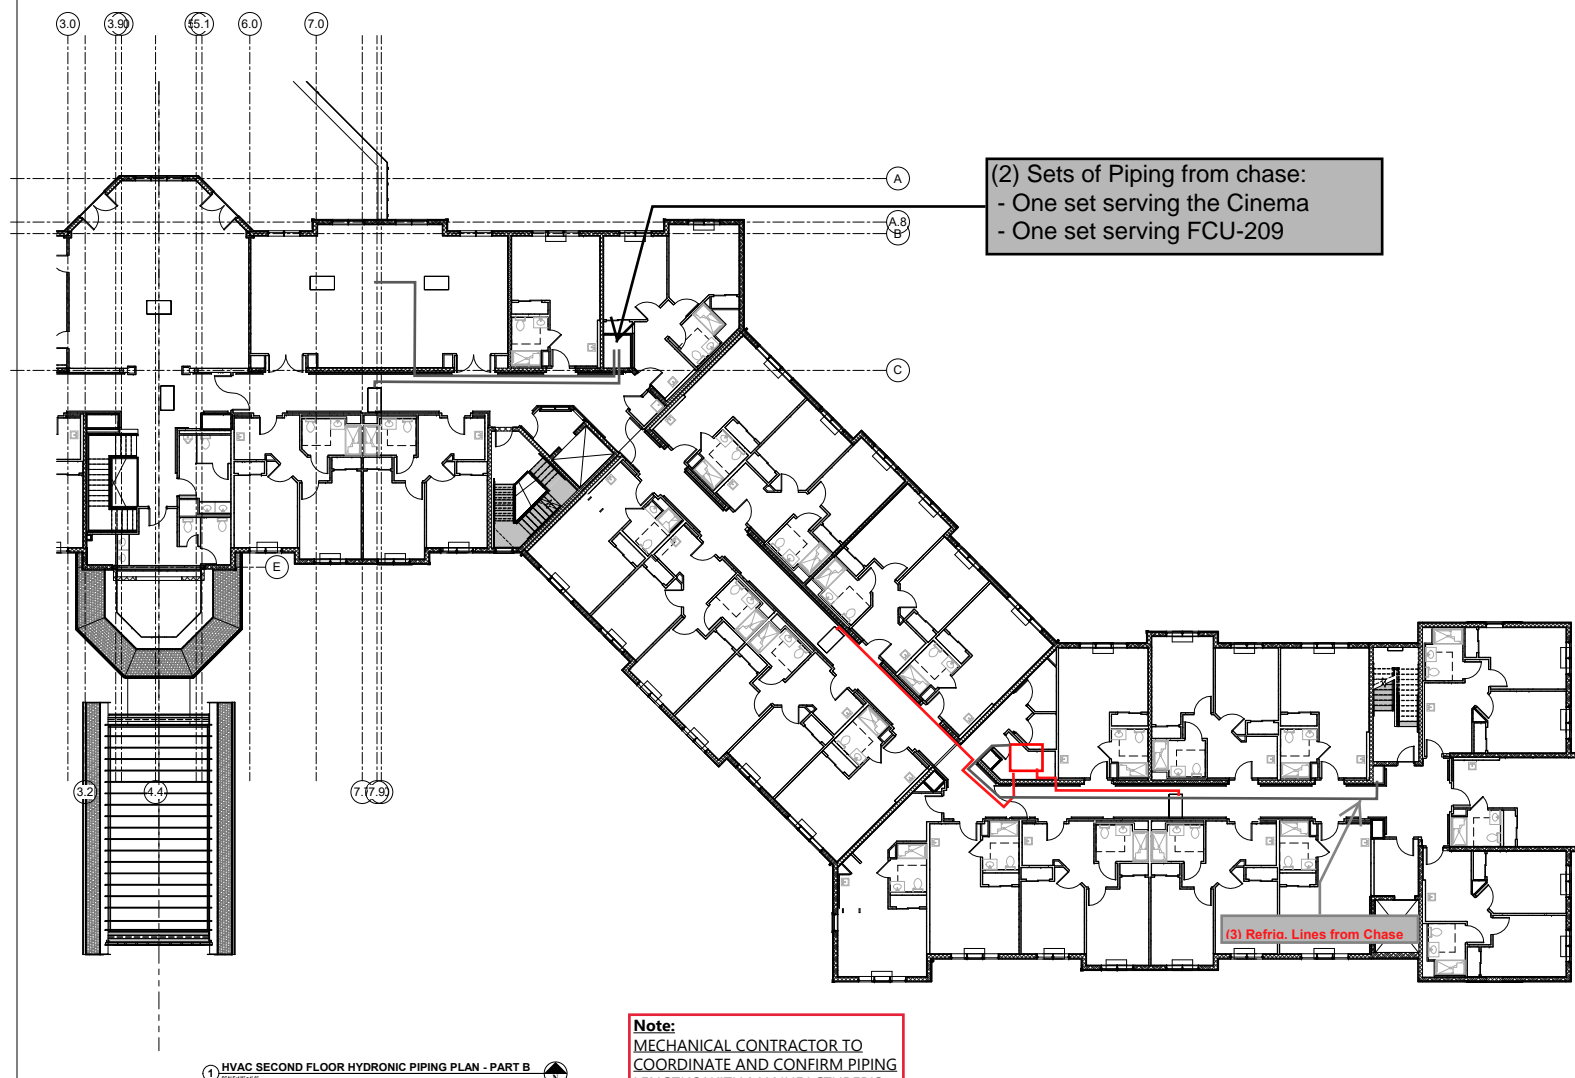 3.0
3.9
5.1
6.0
7.0
A
A.8
B
(2) Sets of Piping from chase:
- One set serving the Cinema
- One set serving FCU-209
C
E
3.2
4.4
7.7
7.9
(3) Refrig. Lines from Chase
Note:
MECHANICAL CONTRACTOR TO
COORDINATE AND CONFIRM PIPING
1 HVAC SECOND FLOOR HYDRONIC PIPING PLAN - PART B